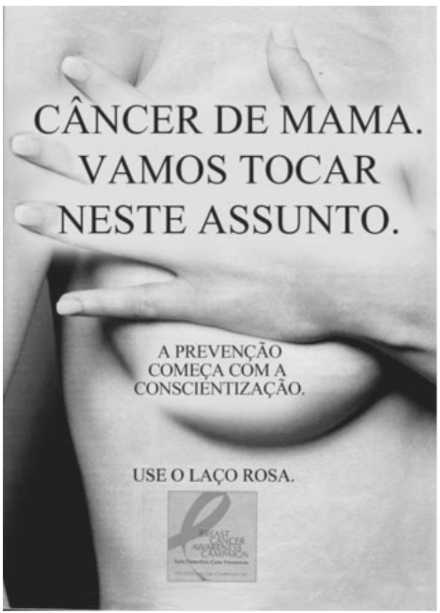 CÂNCER DE MAMA.
VAMOS TOCAR
NESTE ASSUNTO.
A PREVENÇÃO
COMEÇA COM A
CONSCIENTIZAÇÃO.
USE O LAÇO ROSA.
BREAST
CANCER
AWARENESS
CAMPAIGN